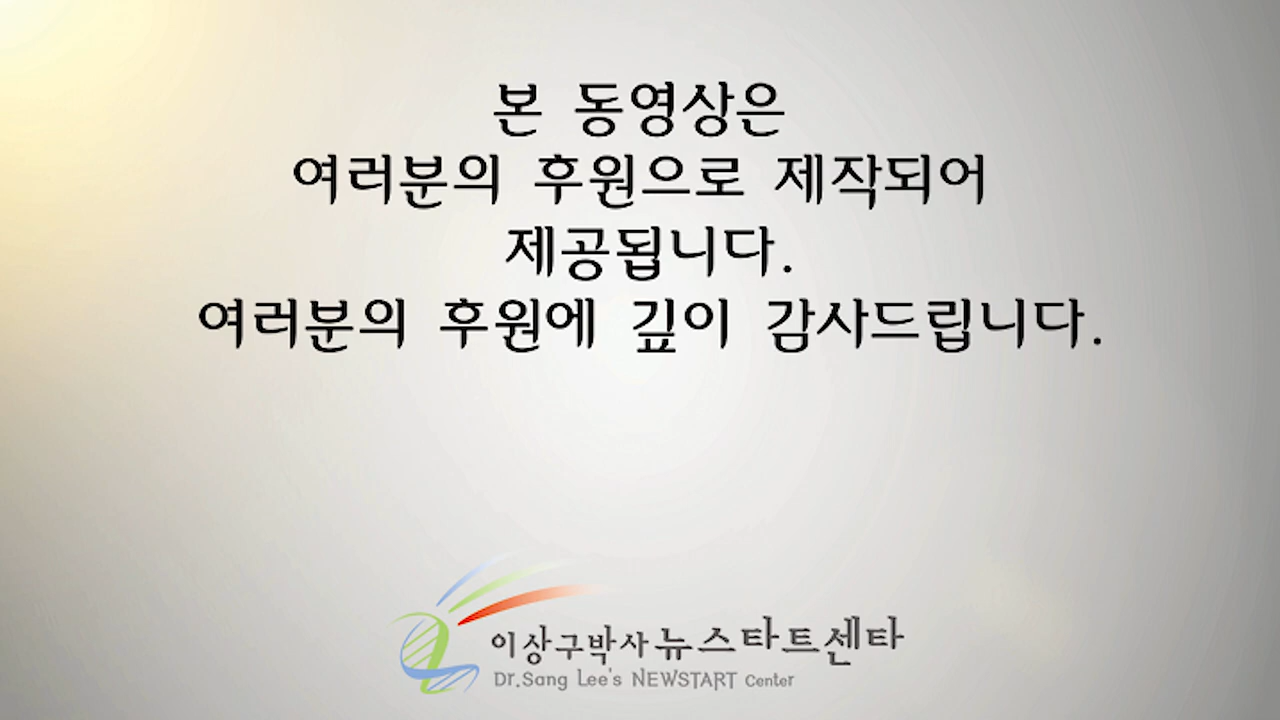 본 동영상은
여러분의 후원으로 제작되어
제공됩니다.
여러분의 후원에 깊이 감사드립니다.
이상구박사 뉴스타트센타
Dr.Sang Lee's NEWSTART Center